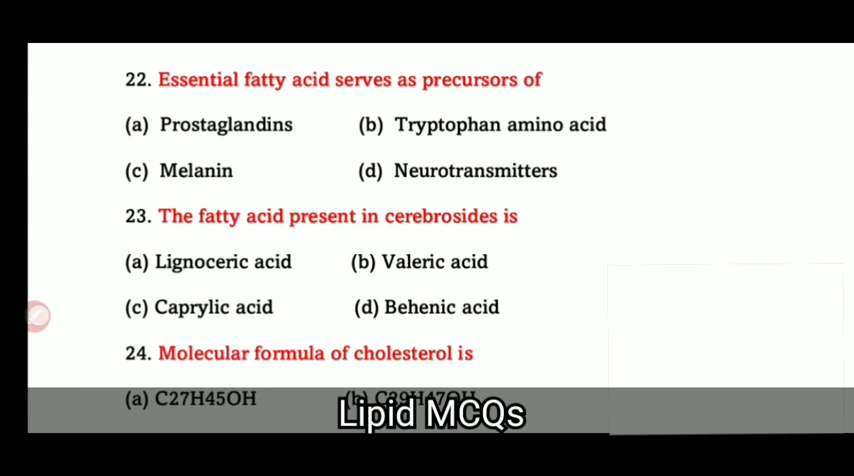 22. Essential fatty acid serves as precursors of
(a) Prostaglandins (b) Tryptophan amino acid
(c) Melanin (d) Neurotransmitters
23. The fatty acid present in cerebrosides is
(a) Lignoceric acid (b) Valeric acid
(c) Caprylic acid (d) Behenic acid
24. Molecular formula of cholesterol is
(a) C27H45OH (b) C29H47OH
Lipid MCQs